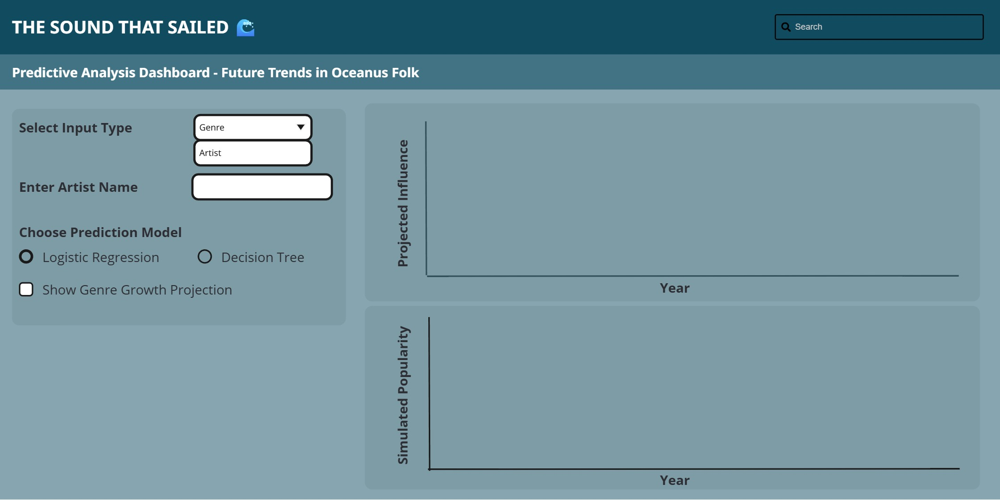 THE SOUND THAT SAILED
Search
Predictive Analysis Dashboard - Future Trends in Oceanus Folk
Select Input Type
Genre
Artist
Enter Artist Name
Choose Prediction Model
Logistic Regression
Decision Tree
Show Genre Growth Projection
Projected Influence
Year
Simulated Popularity
Year